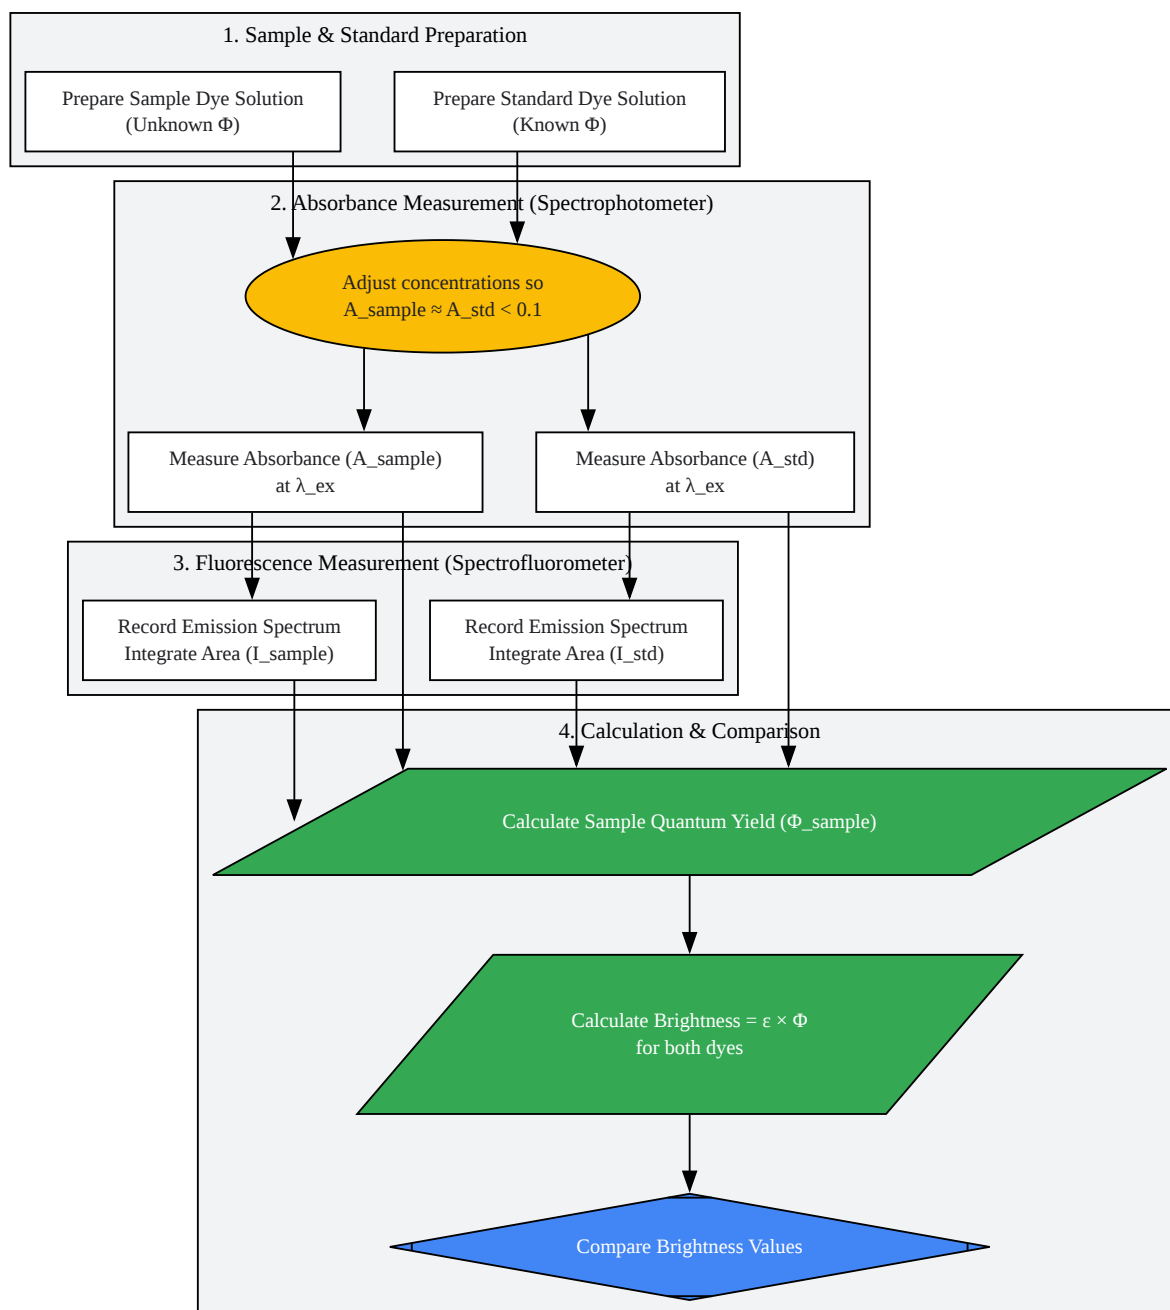 1. Sample & Standard Preparation
Prepare Sample Dye Solution
(Unknown Φ)
Prepare Standard Dye Solution
(Known Φ)
2. Absorbance Measurement (Spectrophotometer)
Adjust concentrations so
A_sample ≈ A_std < 0.1
Measure Absorbance (A_sample)
at λ_ex
Measure Absorbance (A_std)
at λ_ex
3. Fluorescence Measurement (Spectrofluorometer)
Record Emission Spectrum
Integrate Area (I_sample)
Record Emission Spectrum
Integrate Area (I_std)
4. Calculation & Comparison
Calculate Sample Quantum Yield (Φ_sample)
Calculate Brightness = ε × Φ
for both dyes
Compare Brightness Values